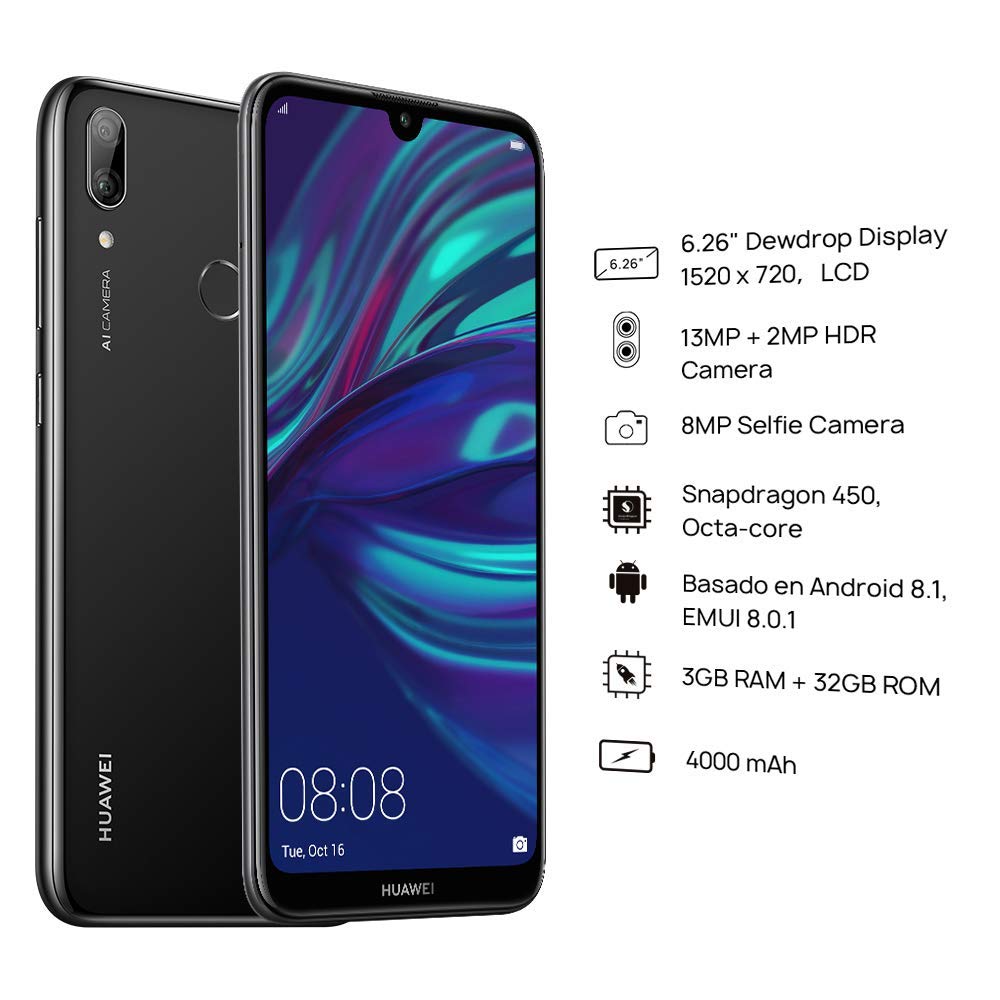 AI CAMERA
HUAWEI
08:08
Tue, Oct 16
HUAWEI
6.26"
6.26" Dewdrop Display
1520 x 720, LCD
13MP + 2MP HDR
Camera
8MP Selfie Camera
Snapdragon 450,
Octa-core
Basado en Android 8.1,
EMUI 8.0.1
3GB RAM + 32GB ROM
4000 mAh